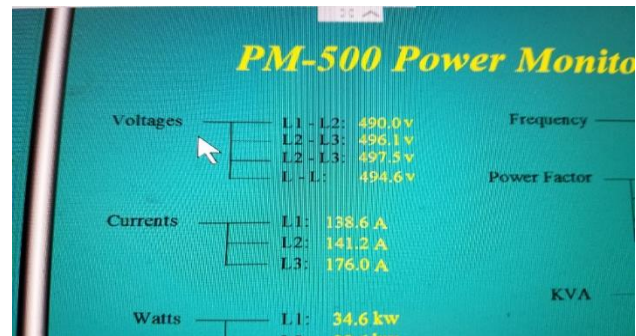 PM-500 Power Monito
Voltages
L1 - L2: 490.0 v
L2 - L3: 496.1 v
L2 - L3: 497.5 v
L - L: 494.6 v
Frequency
Power Factor
Currents
L1: 138.6 A
L2: 141.2 A
L3: 176.0 A
KVA
Watts
L1: 34.6 kw